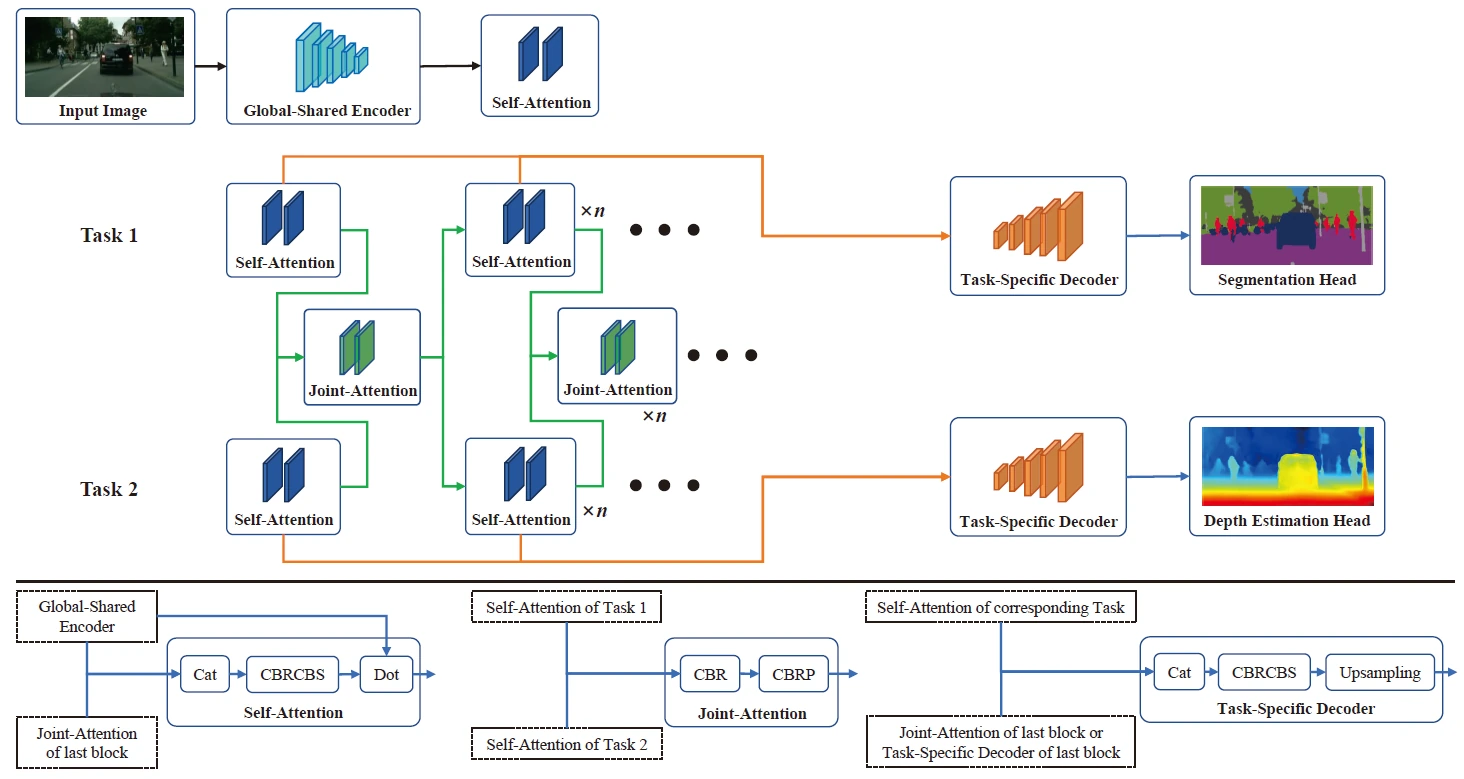 Input Image
Global-Shared Encoder
Self-Attention
Task 1
Self-Attention
Self-Attention
×n
Task-Specific Decoder
Segmentation Head
Joint-Attention
Joint-Attention
×n
Task 2
Self-Attention
Self-Attention
×n
Task-Specific Decoder
Depth Estimation Head
Global-Shared
Encoder
Cat
CBRCBS
Dot
Self-Attention
Joint-Attention
of last block
Self-Attention of Task 1
CBR
CBRP
Joint-Attention
Self-Attention of Task 2
Self-Attention of corresponding Task
Cat
CBRCBS
Upsampling
Task-Specific Decoder
Joint-Attention of last block or
Task-Specific Decoder of last block